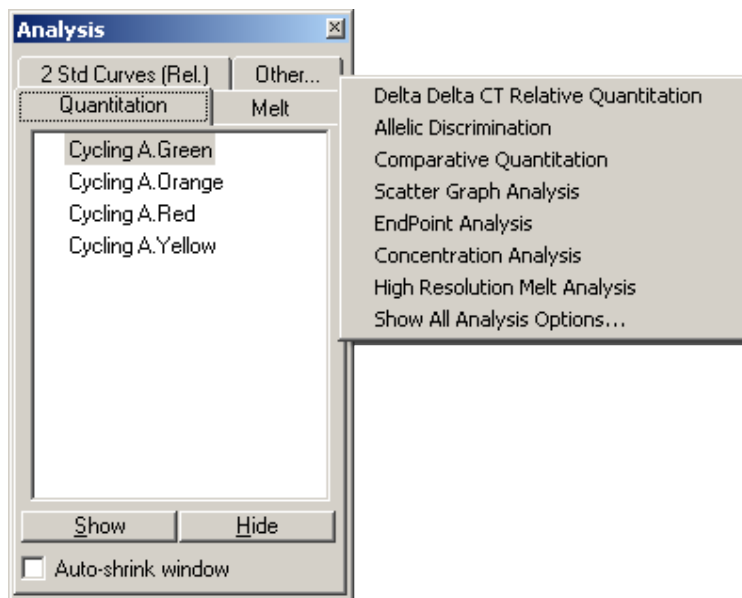 Analysis
2 Std Curves (Rel.) Other...
Quantitation Melt
Cycling A.Green
Cycling A.Orange
Cycling A.Red
Cycling A.Yellow
Show Hide
Auto-shrink window
Delta Delta CT Relative Quantitation
Allelic Discrimination
Comparative Quantitation
Scatter Graph Analysis
EndPoint Analysis
Concentration Analysis
High Resolution Melt Analysis
Show All Analysis Options...